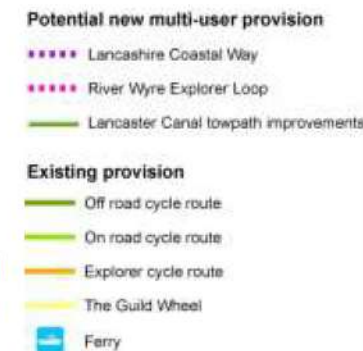 Potential new multi-user provision
Lancashire Coastal Way
River Wyre Explorer Loop
Lancaster Canal towpath improvements
Existing provision
Off road cycle route
On road cycle route
Explorer cycle route
The Guild Wheel
Ferry